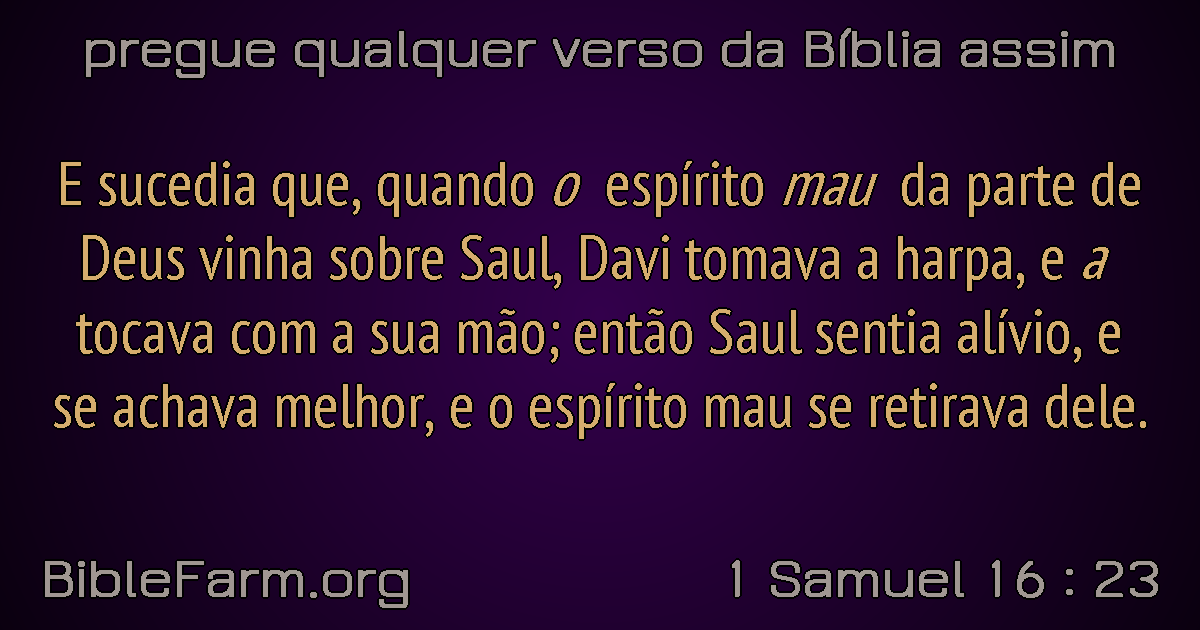 pregue qualquer verso da Bíblia assim
E sucedia que, quando o espírito mau da parte de
Deus vinha sobre Saul, Davi tomava a harpa, e a
tocava com a sua mão; então Saul sentia alívio, e
se achava melhor, e o espírito mau se retirava dele.
BibleFarm.org
1 Samuel 16 : 23